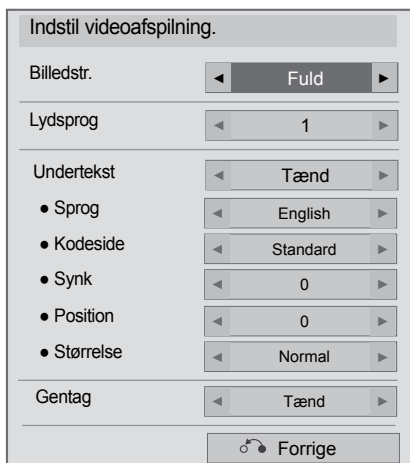 Indstil videoafspilning.
Billedstr. ◄ Fuld ►
Lydsprog ◄ 1 ►
Undertekst ◄ Tænd ►
● Sprog ◄ English ►
● Kodeside ◄ Standard ►
● Synk ◄ 0 ►
● Position ◄ 0 ►
● Størrelse ◄ Normal ►
Gentag ◄ Tænd ►
Forrige